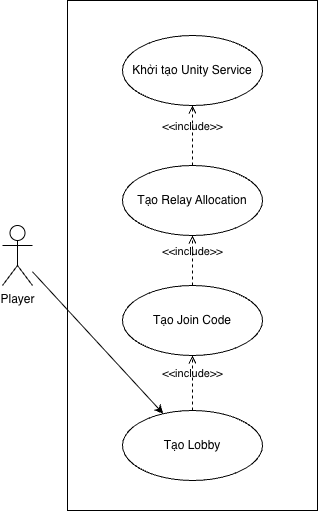 Khởi tạo Unity Service
<<include>>
Tạo Relay Allocation
<<include>>
Player
Tạo Join Code
<<include>>
Tạo Lobby